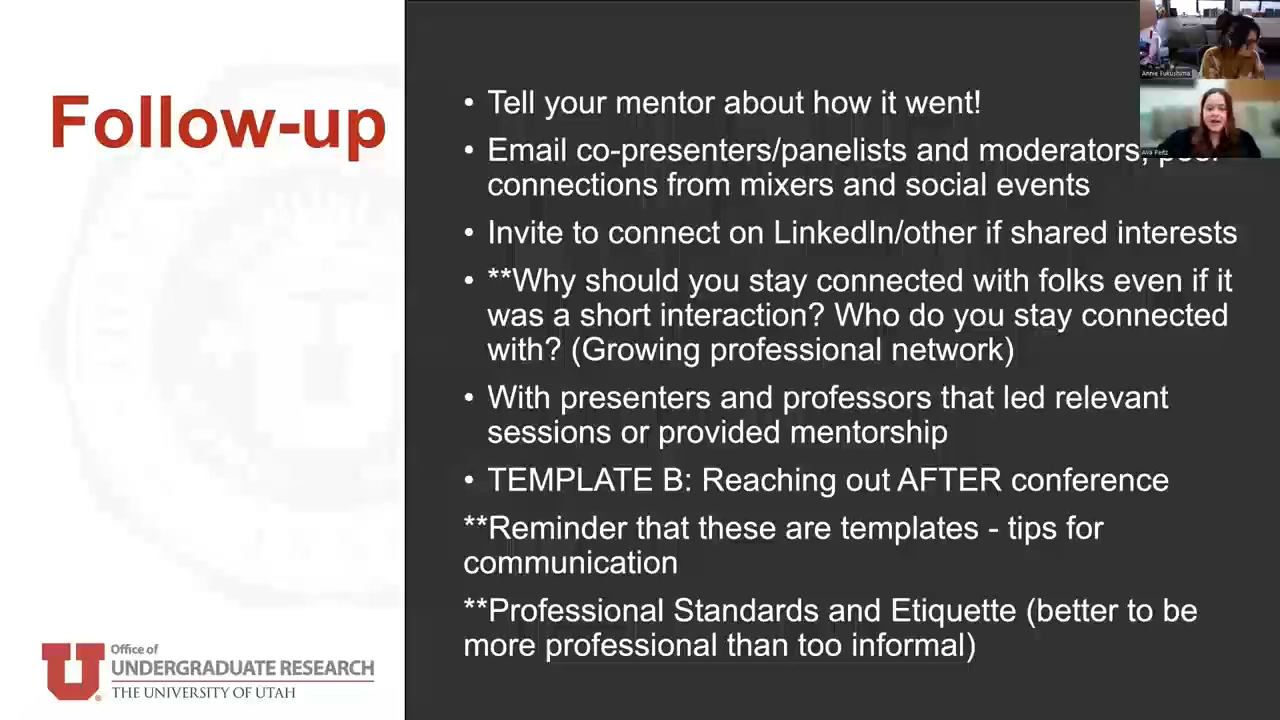 Follow-up
• Tell your mentor about how it went!
• Email co-presenters/panelists and moderators,
connections from mixers and social events
• Invite to connect on LinkedIn/other if shared interests
• **Why should you stay connected with folks even if it
was a short interaction? Who do you stay connected
with? (Growing professional network)
• With presenters and professors that led relevant
sessions or provided mentorship
• TEMPLATE B: Reaching out AFTER conference
**Reminder that these are templates - tips for
communication
**Professional Standards and Etiquette (better to be
more professional than too informal)
Annie Fukushima
Ava Peitz
U
Office of
UNDERGRADUATE RESEARCH
THE UNIVERSITY OF UTAH